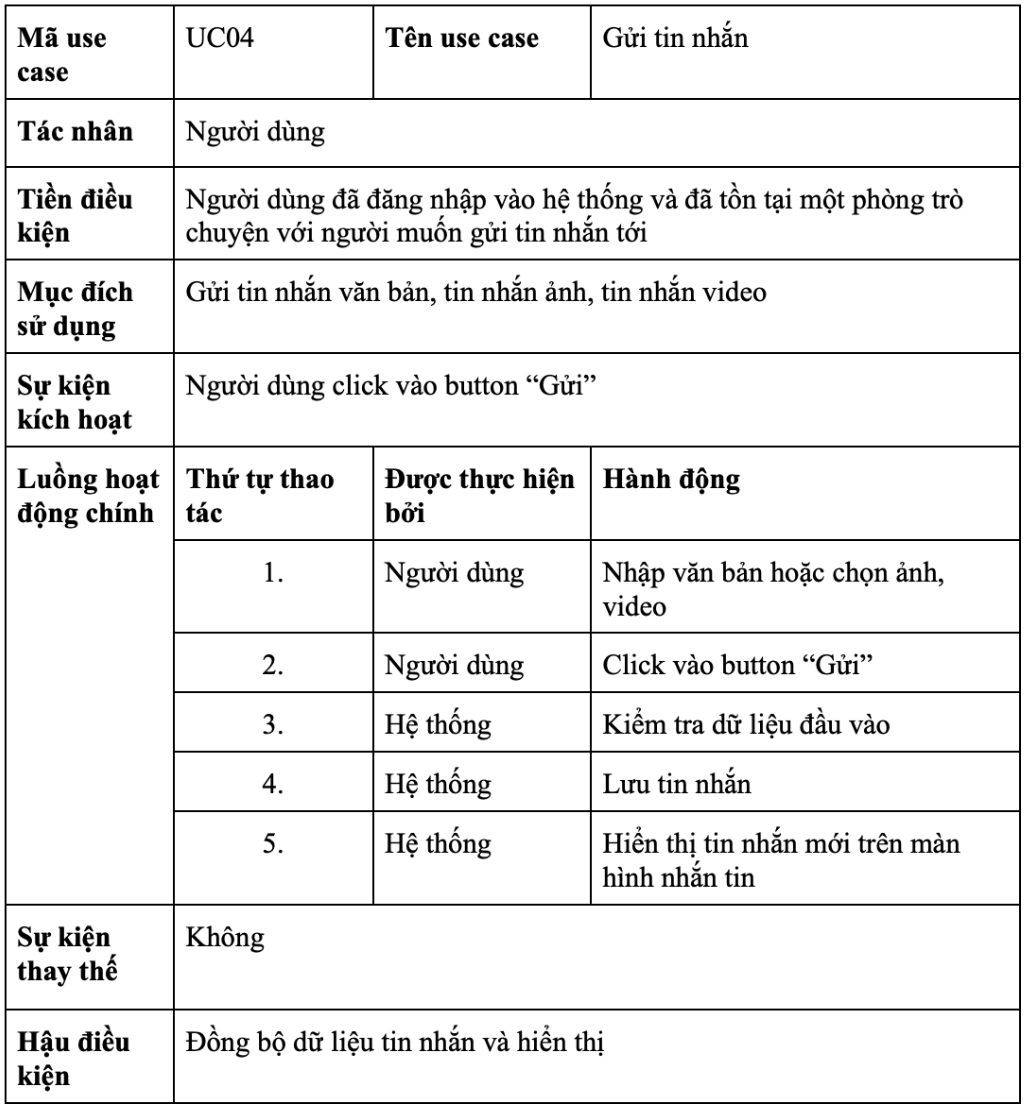 Mã use case
UC04
Tên use case
Gửi tin nhắn
Tác nhân
Người dùng
Tiền điều kiện
Người dùng đã đăng nhập vào hệ thống và đã tồn tại một phòng trò
chuyện với người muốn gửi tin nhắn tới
Mục đích sử dụng
Gửi tin nhắn văn bản, tin nhắn ảnh, tin nhắn video
Sự kiện kích hoạt
Người dùng click vào button “Gửi”
Luồng hoạt động chính
Thứ tự thao tác
Được thực hiện bởi
Hành động
1.
Người dùng
Nhập văn bản hoặc chọn ảnh,
video
2.
Người dùng
Click vào button “Gửi”
3.
Hệ thống
Kiểm tra dữ liệu đầu vào
4.
Hệ thống
Lưu tin nhắn
5.
Hệ thống
Hiển thị tin nhắn mới trên màn
hình nhắn tin
Sự kiện thay thế
Không
Hậu điều kiện
Đồng bộ dữ liệu tin nhắn và hiển thị